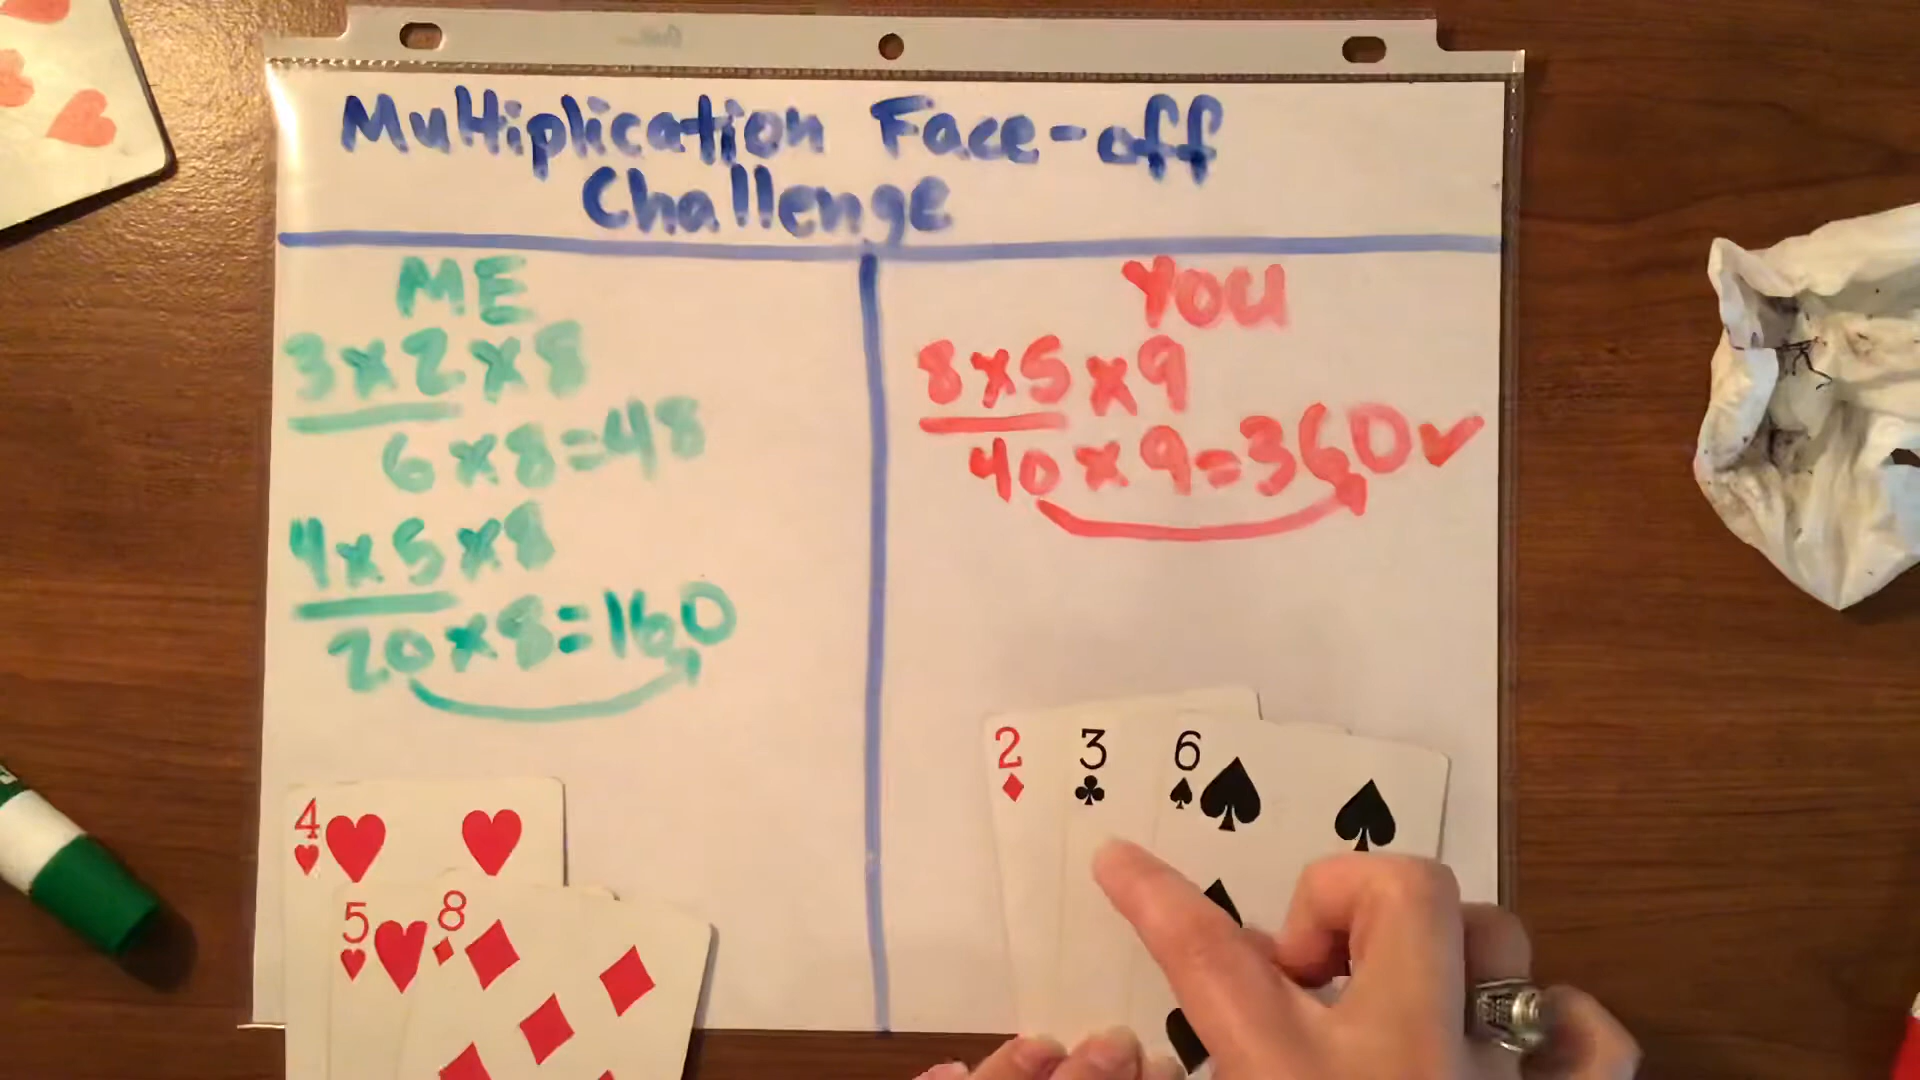 Multiplication Face-off
Challenge
ME
3x2x8
6x8=48
4x5x8
20x8=160
YOU
8x5x9
40x9=360✓
4
5
8
2
3
6